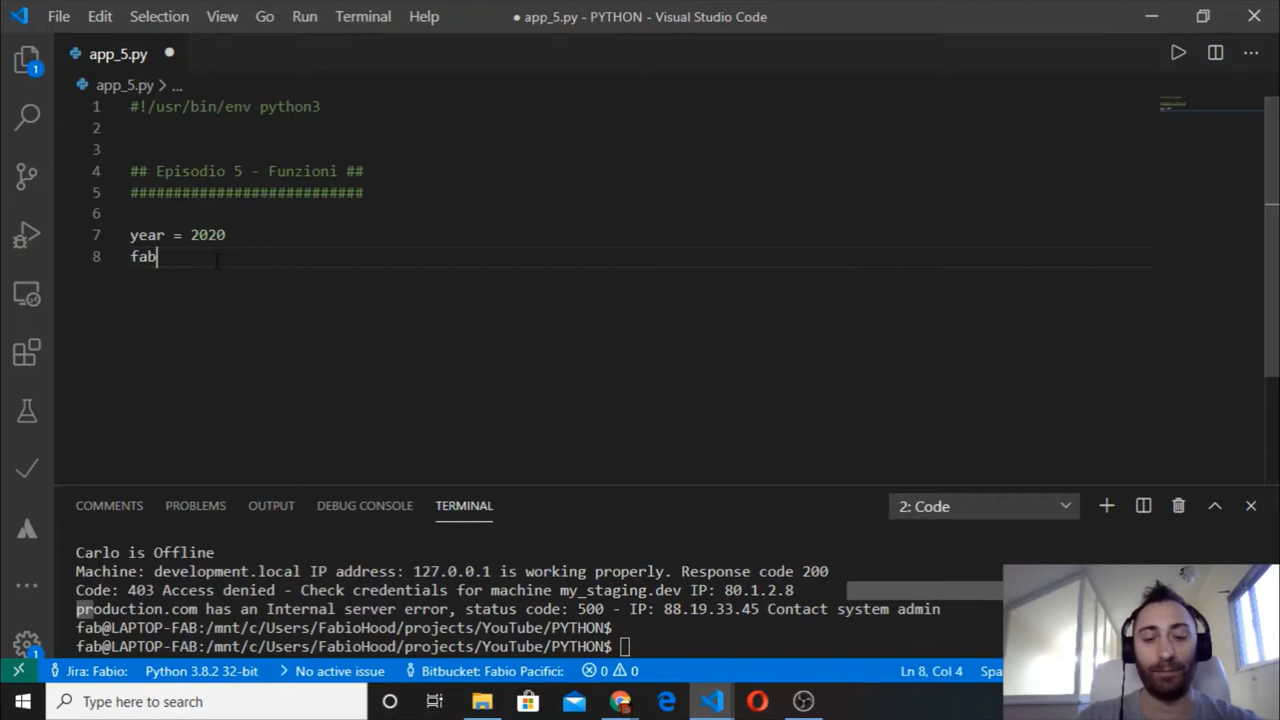 File Edit Selection View Go Run Terminal Help
● app_5.py - PYTHON - Visual Studio Code
app_5.py
app_5.py > ...
1 #!/usr/bin/env python3
2
3
4 ## Episodio 5 - Funzioni ##
5 ###########################
6
7 year = 2020
8 fab
COMMENTS PROBLEMS OUTPUT DEBUG CONSOLE TERMINAL
2: Code
Carlo is Offline
Machine: development.local IP address: 127.0.0.1 is working properly. Response code 200
Code: 403 Access denied - Check credentials for machine my_staging.dev IP: 80.1.2.8
production.com has an Internal server error, status code: 500 - IP: 88.19.33.45 Contact system admin
fab@LAPTOP-FAB:/mnt/c/Users/FabioHood/projects/YouTube/PYTHON$
fab@LAPTOP-FAB:/mnt/c/Users/FabioHood/projects/YouTube/PYTHON$
Jira: Fabio: Python 3.8.2 32-bit No active issue Bitbucket: Fabio Pacifici: 0 0 Ln 8, Col 4 Spa
Type here to search
1
1